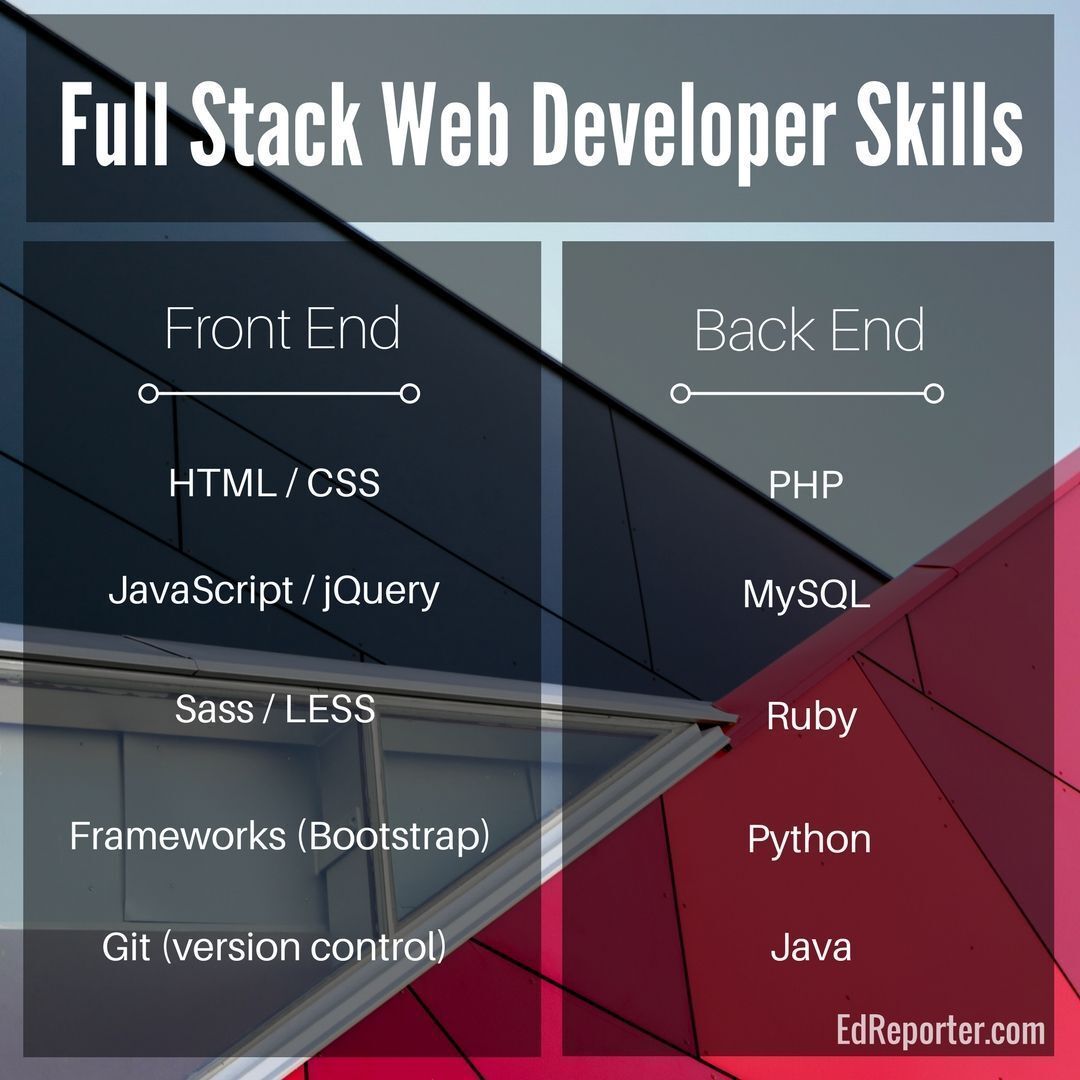 Full Stack Web Developer Skills
Front End
HTML / CSS
JavaScript / jQuery
Sass / LESS
Frameworks (Bootstrap)
Git (version control)
Back End
PHP
MySQL
Ruby
Python
Java
EdReporter.com